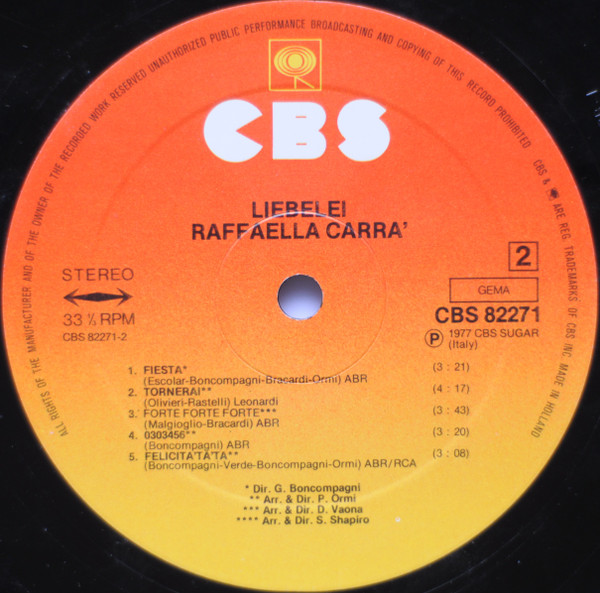 ALL RIGHTS OF THE MANUFACTURER AND OF THE OWNER OF THE RECORDED WORK RESERVED UNAUTHORIZED PUBLIC PERFORMANCE BROADCASTING AND COPYING OF THIS RECORD PROHIBITED CBS & ARE REG. TRADEMARKS OF CBS INC MADE IN HOLLAND
CBS
LIEBELEI
RAFFAELLA CARRA'
2
STEREO
GEMA
33 ⅓ RPM
CBS 82271
CBS 82271-2
Ⓟ 1977 CBS SUGAR
(Italy)
1. FIESTA* (3 : 21)
(Escolar-Boncompagni-Bracardi-Ormi) ABR
2. TORNERAI** (4 : 17)
(Olivieri-Rastelli) Leonardi
3. FORTE FORTE FORTE*** (3 : 43)
(Malgioglio-Bracardi) ABR
4. 0303456** (3 : 20)
(Boncompagni) ABR
5. FELICITA'TA'TA** (3 : 08)
(Boncompagni-Verde-Boncompagni-Ormi) ABR/RCA
* Dir. G. Boncompagni
** Arr. & Dir. P. Ormi
*** Arr. & Dir. D. Vaona
**** Arr. & Dir. S. Shapiro